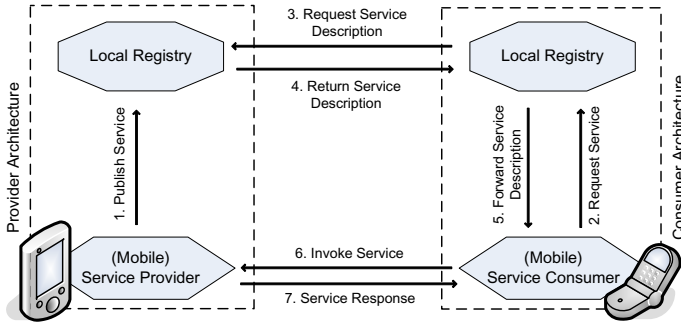 3. Request Service
Description
Local Registry
Local Registry
4. Return Service
Description
Provider Architecture
1. Publish Service
5. Forward Service
Description
2. Request Service
Consumer Architecture
(Mobile)
Service Provider
6. Invoke Service
7. Service Response
(Mobile)
Service Consumer